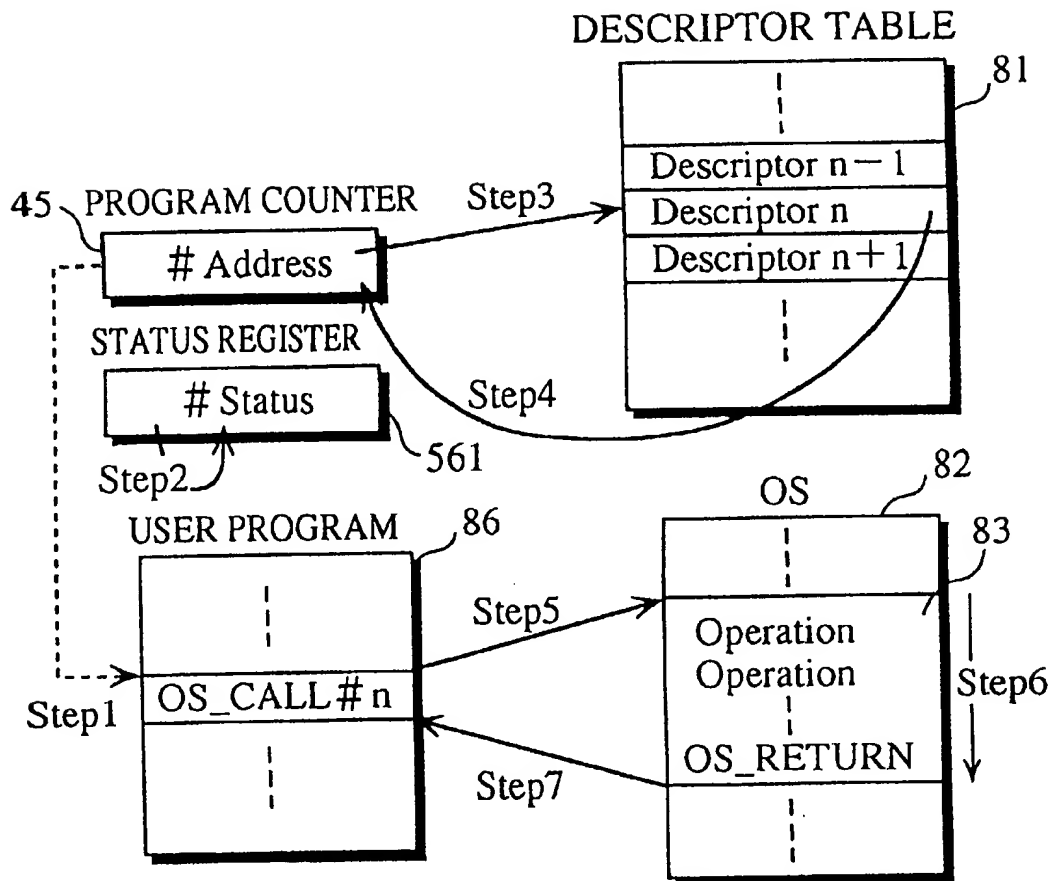 DESCRIPTOR TABLE
81
Descriptor n−1
Descriptor n
Descriptor n+1
45
PROGRAM COUNTER
# Address
Step3
STATUS REGISTER
# Status
Step4
Step2
561
USER PROGRAM
86
OS
82
83
Step5
Operation
Operation
Step6
OS_CALL # n
Step1
OS_RETURN
Step7